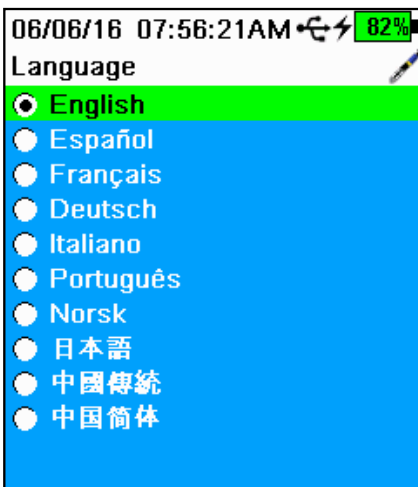 06/06/16 07:56:21AM 82%
Language
English
Español
Français
Deutsch
Italiano
Português
Norsk
日本語
中國傳統
中国简体